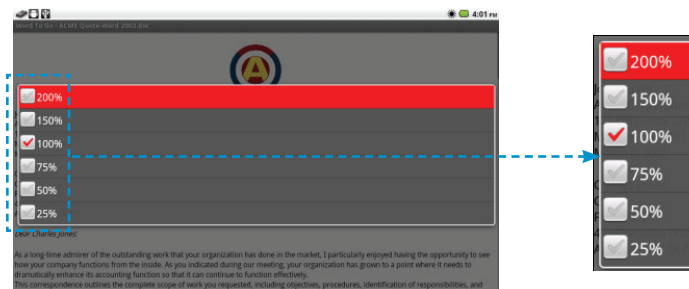 4:01 PM
Word To Go - ACME Quote-Word 2003.doc
A
200%
150%
100%
75%
50%
25%
Dear Charles Jones:
As a long-time admirer of the outstanding work that your organization has done in the market, I particularly enjoyed having the opportunity to see
how your company functions from the inside. As you indicated during our meeting, your organization has grown to a point where it needs to
dramatically enhance its accounting function so that it can continue to function effectively.
This correspondence outlines the complete scope of work you requested, including objectives, procedures, identification of responsibilities, and
200%
150%
100%
75%
50%
25%